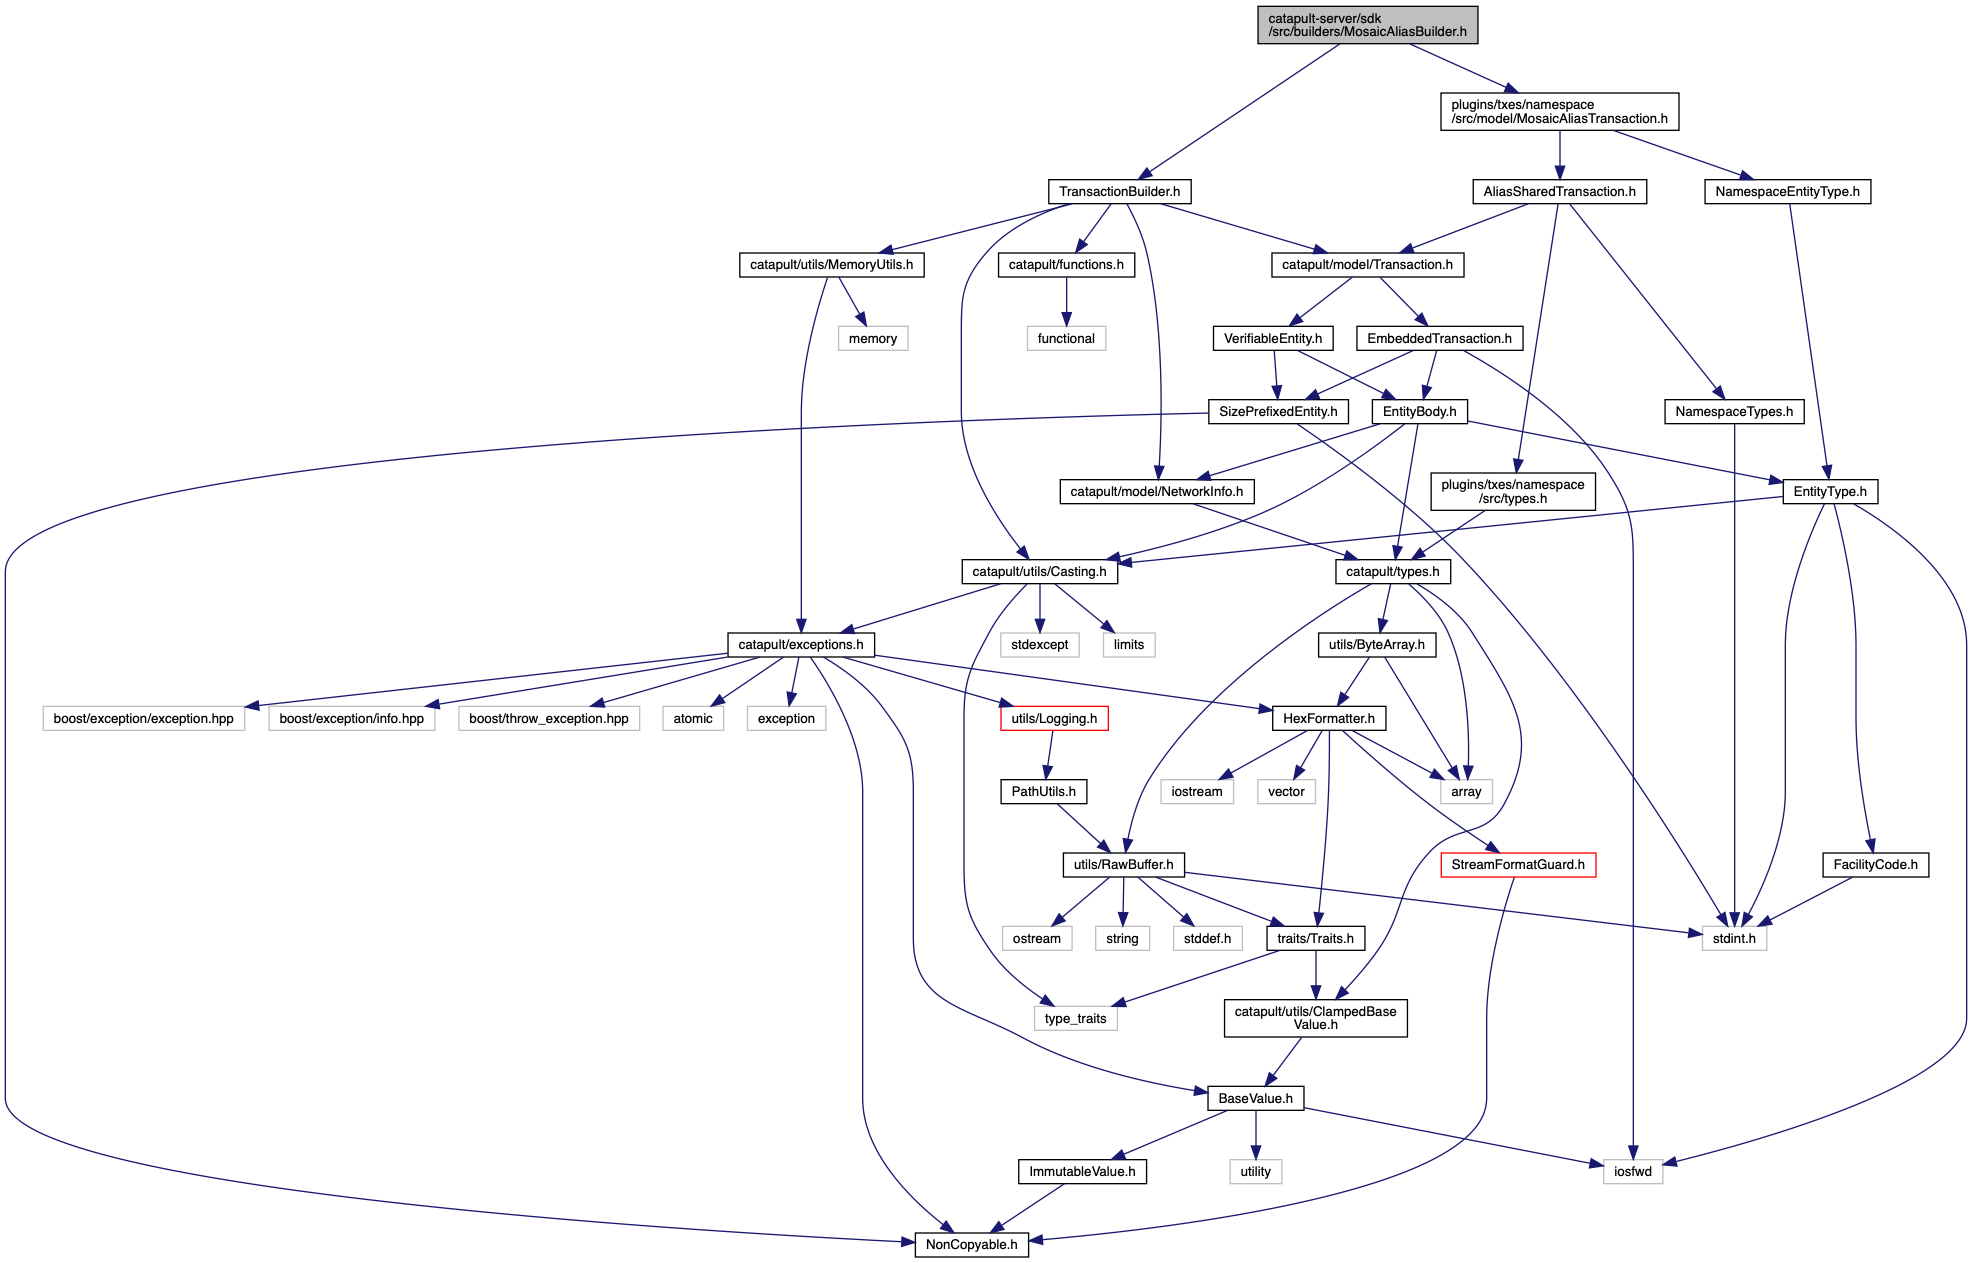 catapult-server/sdk
/src/builders/MosaicAliasBuilder.h
plugins/txes/namespace
/src/model/MosaicAliasTransaction.h
TransactionBuilder.h
AliasSharedTransaction.h
NamespaceEntityType.h
catapult/utils/MemoryUtils.h
catapult/functions.h
catapult/model/Transaction.h
memory
functional
VerifiableEntity.h
EmbeddedTransaction.h
SizePrefixedEntity.h
EntityBody.h
NamespaceTypes.h
catapult/model/NetworkInfo.h
plugins/txes/namespace
/src/types.h
EntityType.h
catapult/utils/Casting.h
catapult/types.h
catapult/exceptions.h
stdexcept
limits
utils/ByteArray.h
boost/exception/exception.hpp
boost/exception/info.hpp
boost/throw_exception.hpp
atomic
exception
utils/Logging.h
HexFormatter.h
PathUtils.h
iostream
vector
array
utils/RawBuffer.h
StreamFormatGuard.h
FacilityCode.h
ostream
string
stddef.h
traits/Traits.h
stdint.h
type_traits
catapult/utils/ClampedBase
Value.h
BaseValue.h
ImmutableValue.h
utility
iosfwd
NonCopyable.h